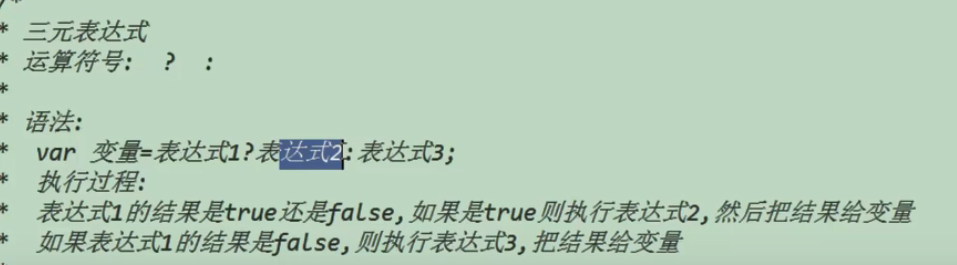 /*
* 三元表达式
* 运算符号: ? :
*
* 语法:
* var 变量=表达式1?表达式2:表达式3;
* 执行过程:
* 表达式1的结果是true还是false,如果是true则执行表达式2,然后把结果给变量
* 如果表达式1的结果是false,则执行表达式3,把结果给变量